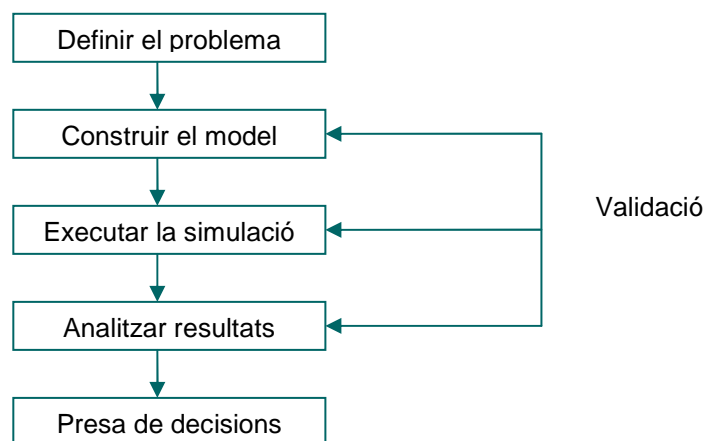 Definir el problema
Construir el model
Validació
Executar la simulació
Analitzar resultats
Presa de decisions